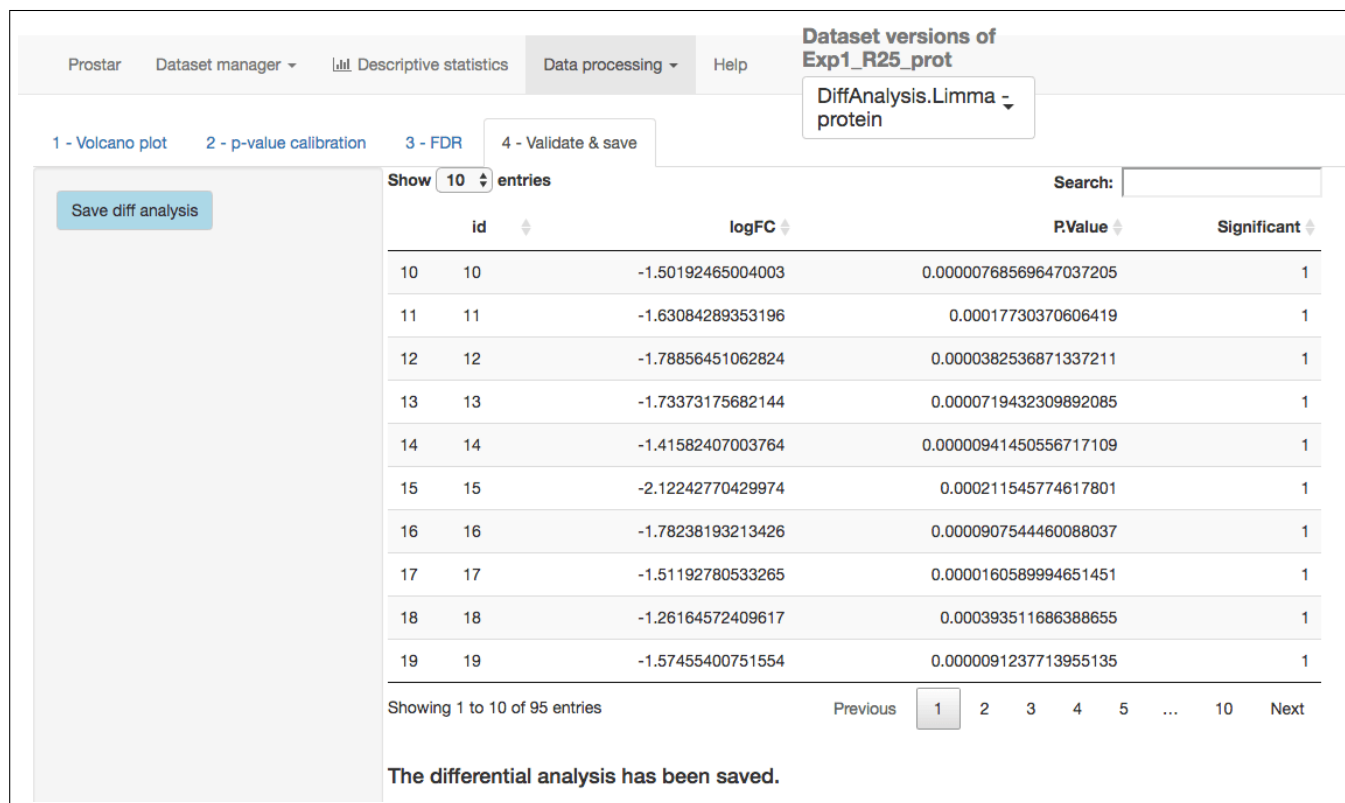 Dataset versions of
Prostar Dataset manager Descriptive statistics Data processing Help Exp1_R25_prot
DiffAnalysis.Limma -
protein
1 - Volcano plot 2 - p-value calibration 3 - FDR 4 - Validate & save
Show 10 entries Search:
Save diff analysis
id logFC P.Value Significant
10 10 -1.50192465004003 0.00000768569647037205 1
11 11 -1.63084289353196 0.00017730370606419 1
12 12 -1.78856451062824 0.0000382536871337211 1
13 13 -1.73373175682144 0.0000719432309892085 1
14 14 -1.41582407003764 0.00000941450556717109 1
15 15 -2.12242770429974 0.000211545774617801 1
16 16 -1.78238193213426 0.0000907544460088037 1
17 17 -1.51192780533265 0.0000160589994651451 1
18 18 -1.26164572409617 0.000393511686388655 1
19 19 -1.57455400751554 0.0000091237713955135 1
Showing 1 to 10 of 95 entries Previous 1 2 3 4 5 ... 10 Next
The differential analysis has been saved.